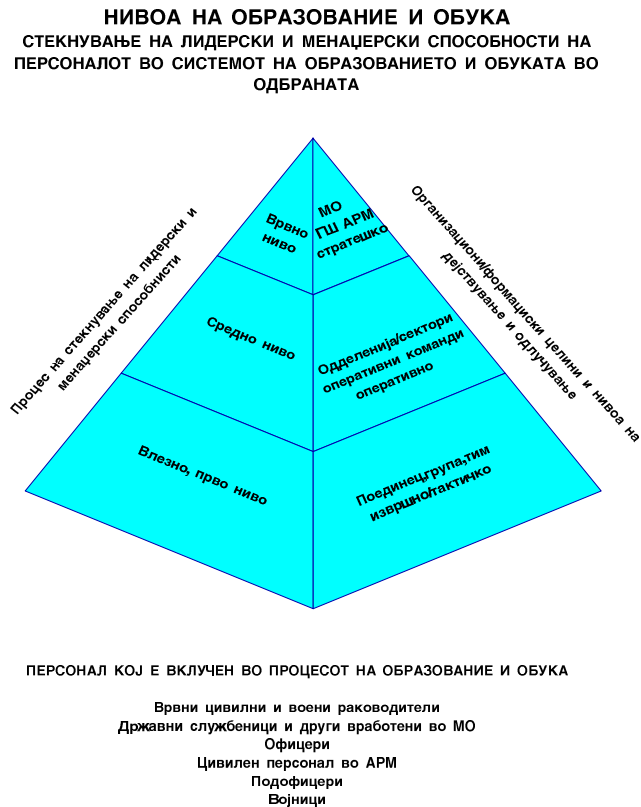 НИВОА НА ОБРАЗОВАНИЕ И ОБУКА
СТЕКНУВАЊЕ НА ЛИДЕРСКИ И МЕНАЏЕРСКИ СПОСОБНОСТИ НА
ПЕРСОНАЛОТ ВО СИСТЕМОТ НА ОБРАЗОВАНИЕТО И ОБУКАТА ВО
ОДБРАНАТА
Процес на стекнување на лидерски и
менаџерски способнисти
Врвно
ниво
МО
ГШ АРМ
стратешко
Организациони/формациски целини и нивоа на
дејствување и одлучување
Средно ниво
Одделенија/сектори
оперативни команди
оперативно
Влезно, прво ниво
Поединец,група,тим
извршно/тактичко
ПЕРСОНАЛ КОЈ Е ВКЛУЧЕН ВО ПРОЦЕСОТ НА ОБРАЗОВАНИЕ И ОБУКА
Врвни цивилни и воени раководители
Државни службеници и други вработени во МО
Офицери
Цивилен персонал во АРМ
Подофицери
Војници